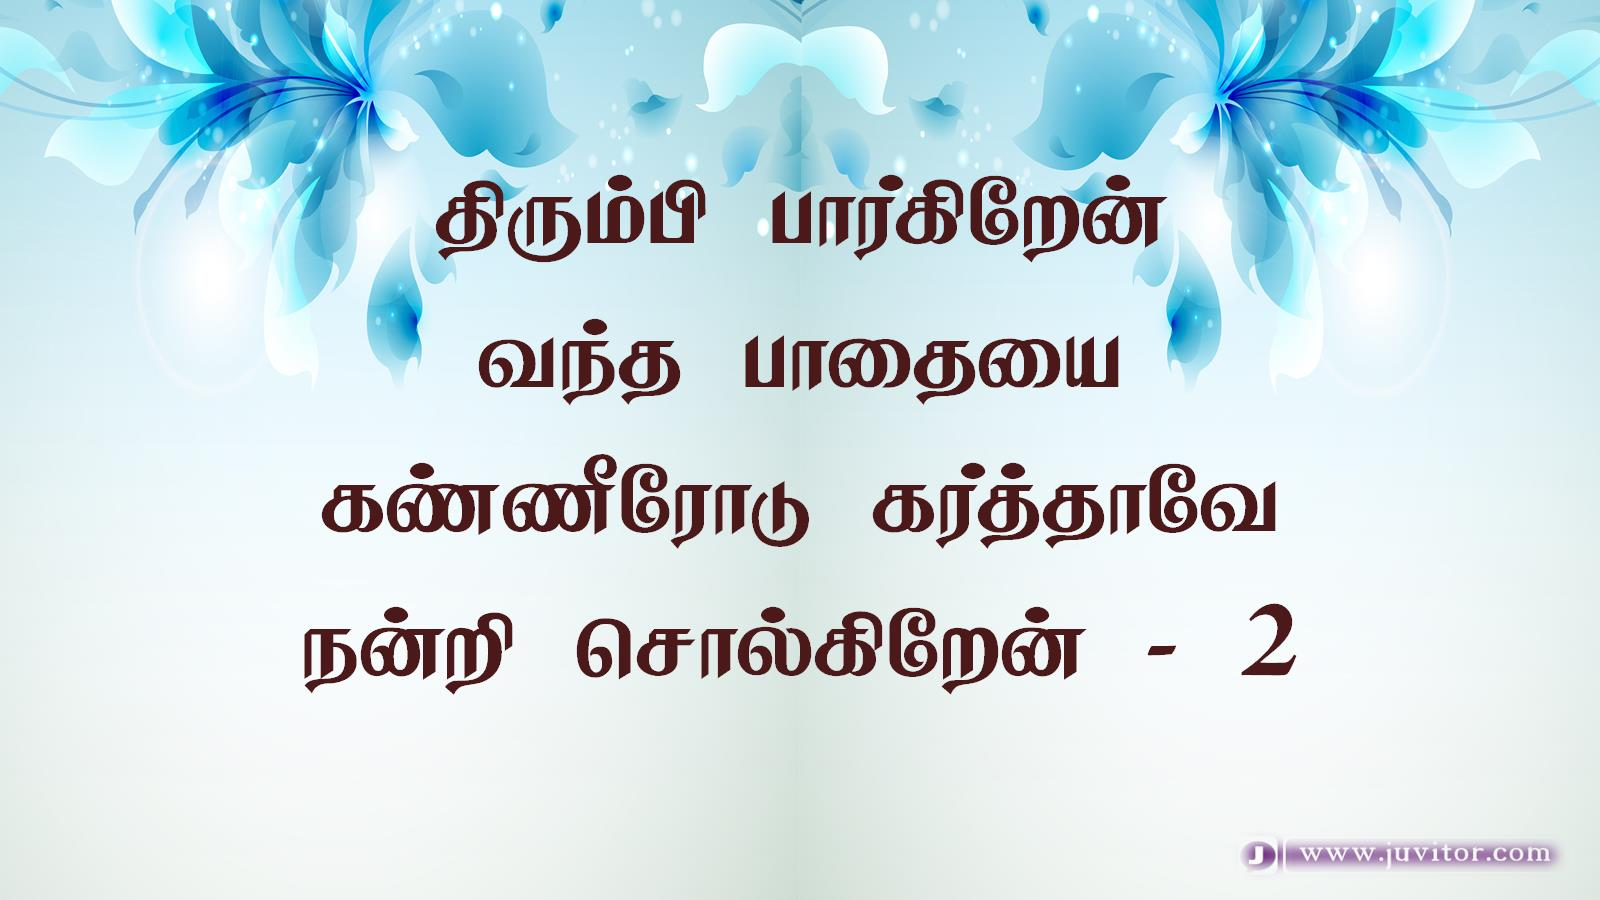 திரும்பி பார்கிறேன்
வந்த பாதையை
கண்ணீரோடு கர்த்தாவே
நன்றி சொல்கிறேன் - 2
J www.juvitor.com